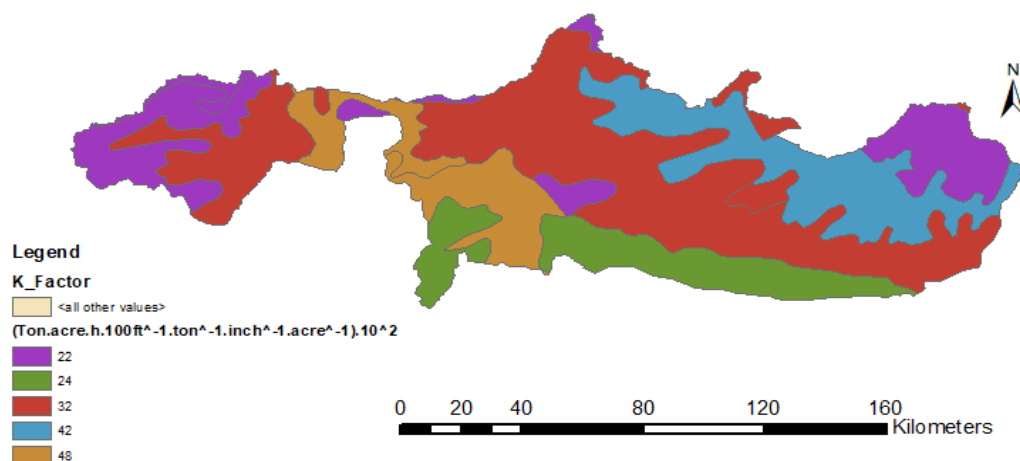 N
Legend
K_Factor
<all other values>
(Ton.acre.h.100ft^-1.ton^-1.inch^-1.acre^-1).10^2
22
24
32
42
48
0 20 40 80 120 160
Kilometers